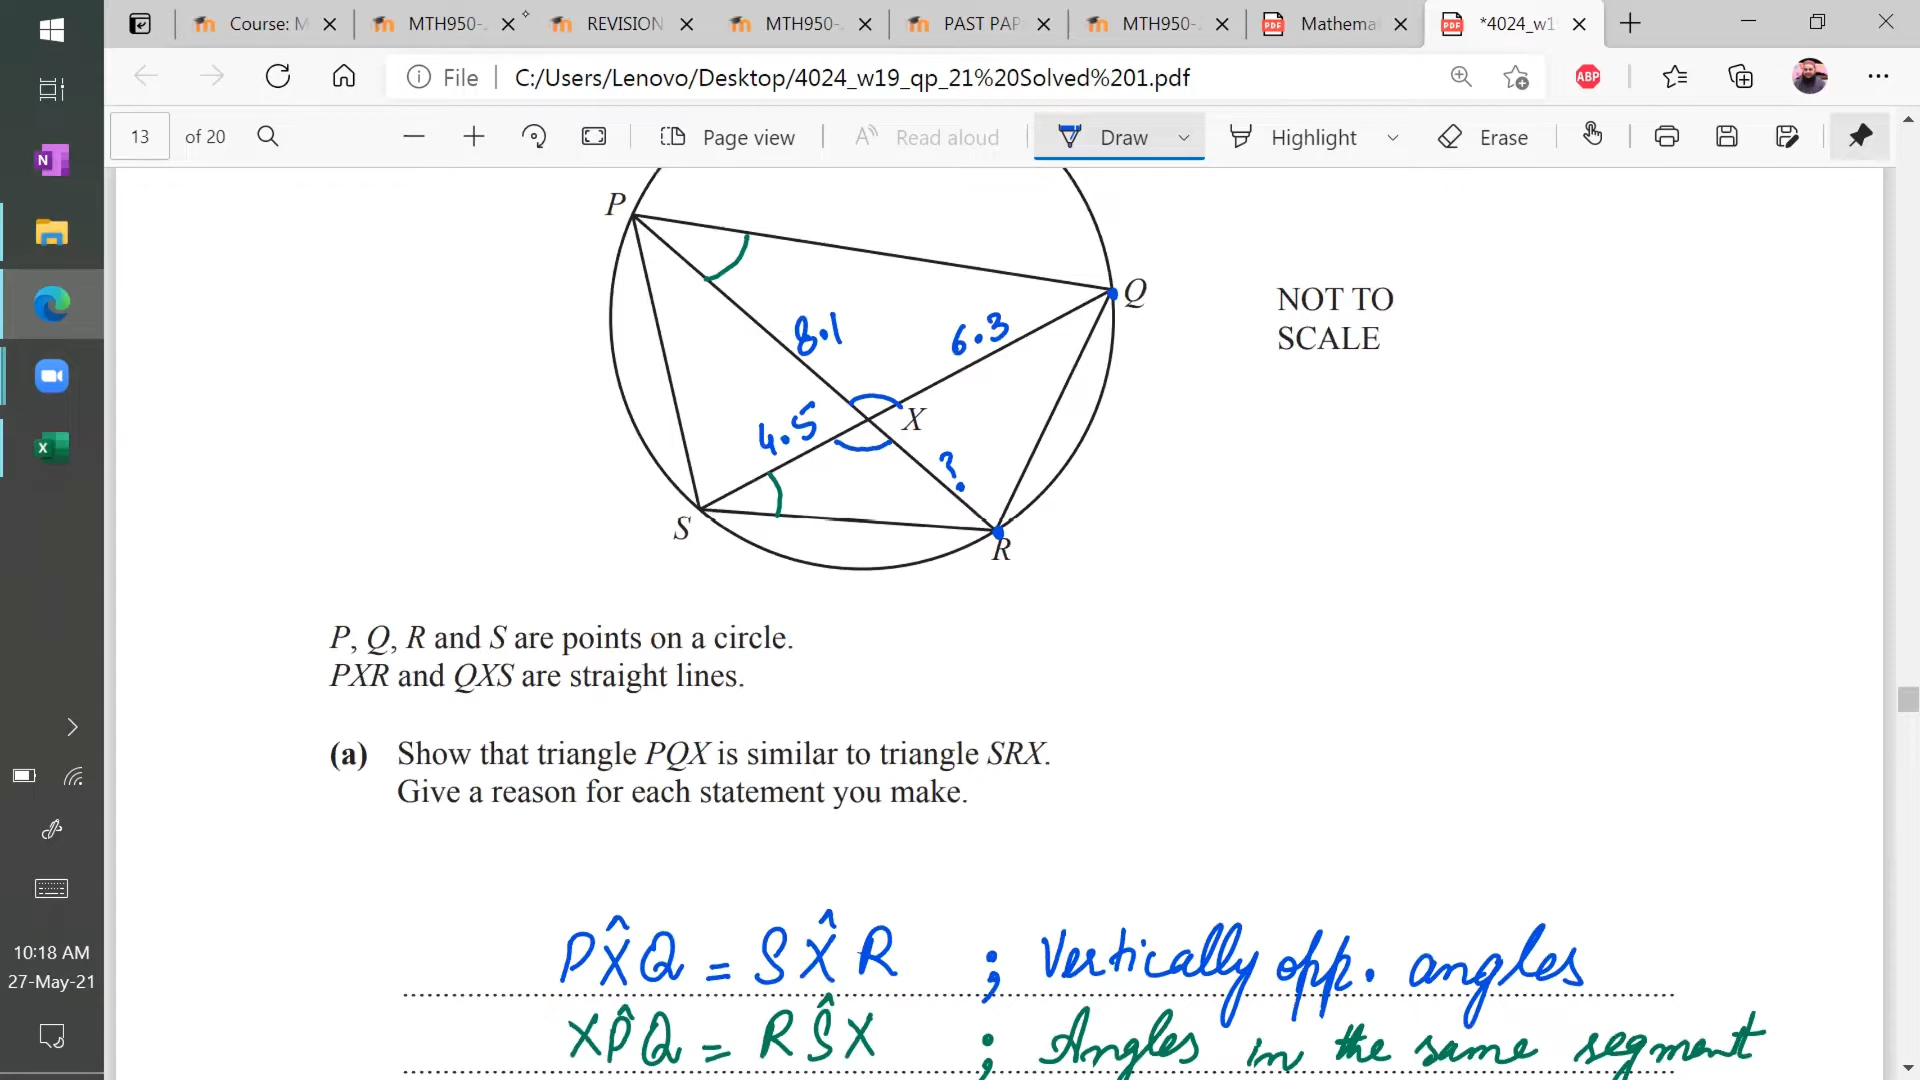 Course: M
MTH950-
REVISION
MTH950-
PAST PAP
MTH950-
Mathema
*4024_w1
File
C:/Users/Lenovo/Desktop/4024_w19_qp_21%20Solved%201.pdf
ABP
13 of 20
Page view
Read aloud
Draw
Highlight
Erase
P
Q
NOT TO
SCALE
8.1
6.3
4.5
X
?
S
R
P, Q, R and S are points on a circle.
PXR and QXS are straight lines.
(a) Show that triangle PQX is similar to triangle SRX.
Give a reason for each statement you make.
PX̂Q = SX̂R ; Vertically opp. angles
XP̂Q = RŜX ; Angles in the same segment
10:18 AM
27-May-21